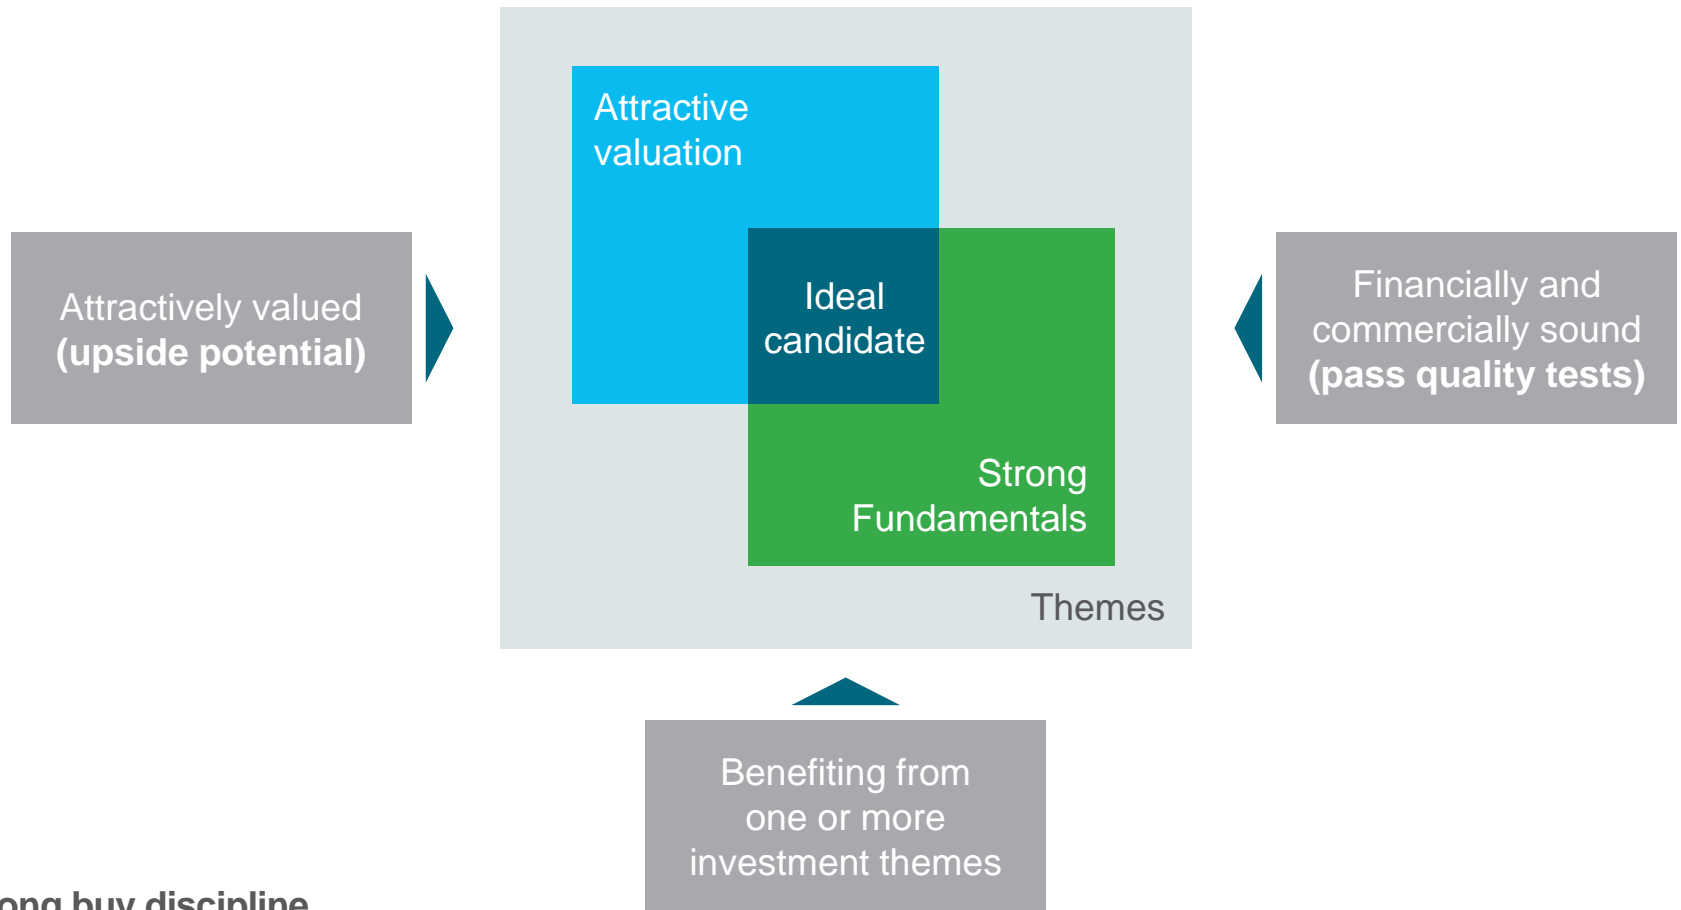 Attractive
valuation
Attractively valued
(upside potential)
Ideal
candidate
Financially and
commercially sound
(pass quality tests)
Strong
Fundamentals
Themes
Benefiting from
one or more
investment themes
buy discipline